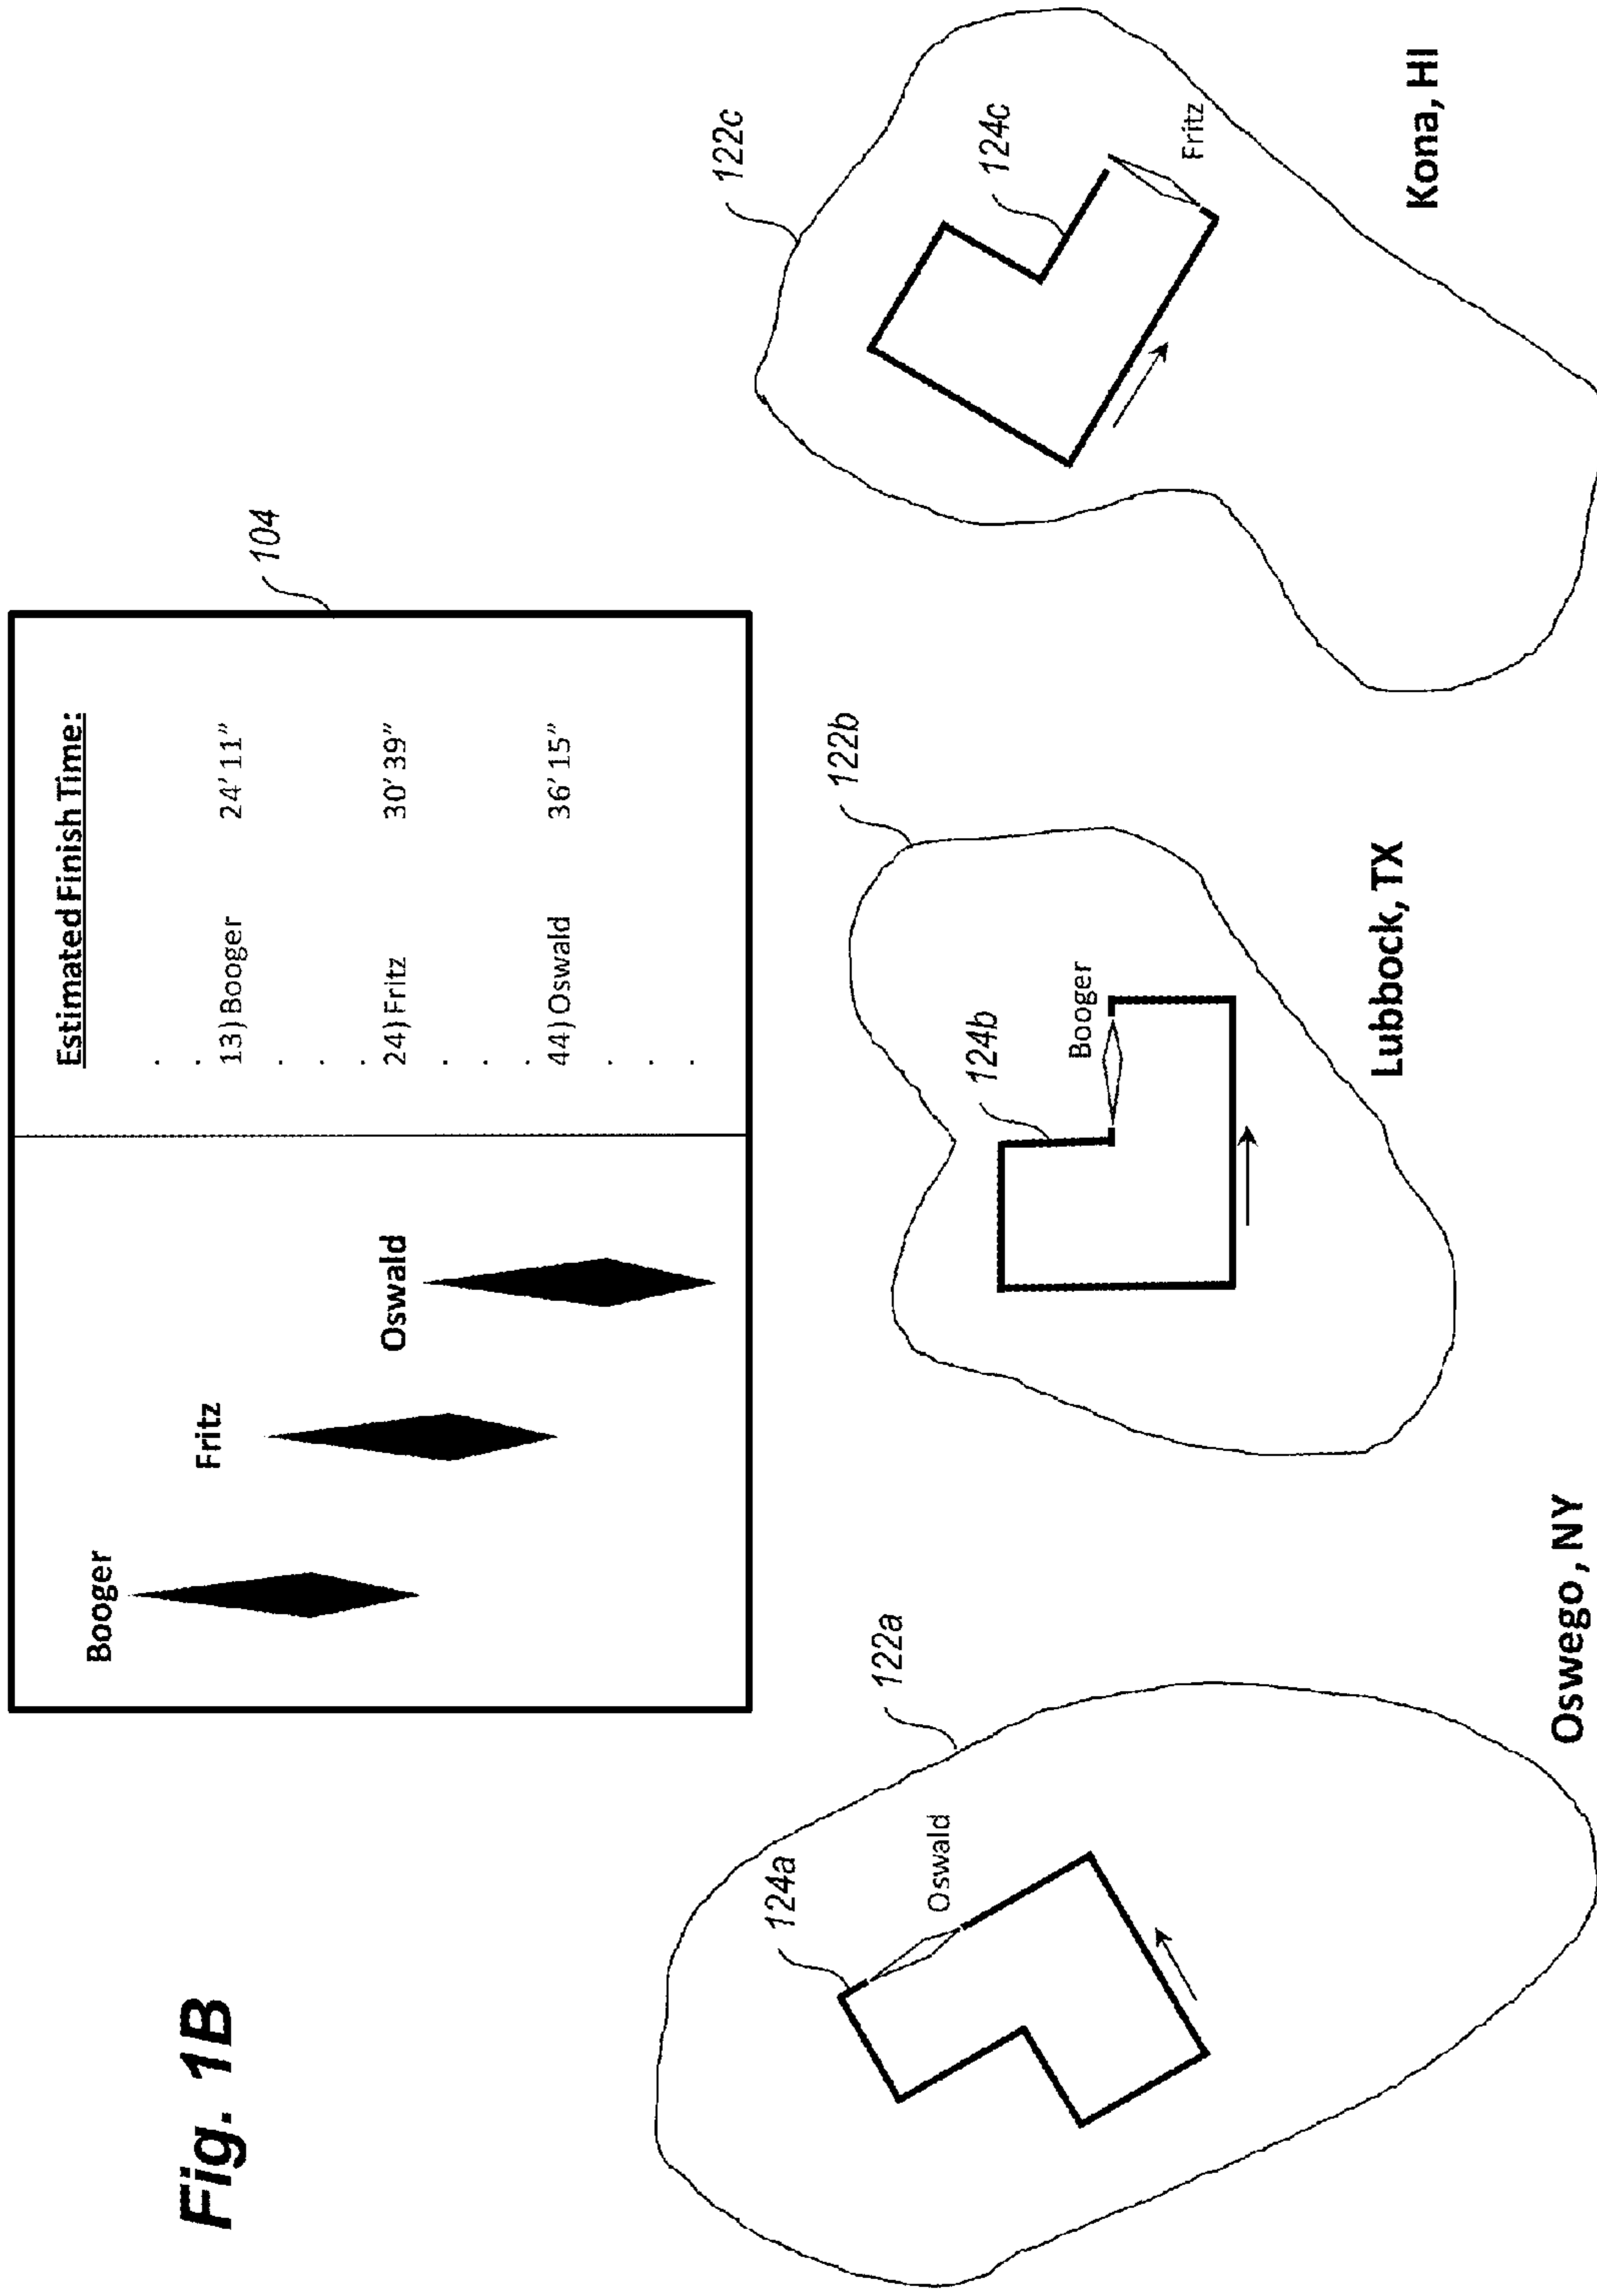 Fig. 1B
Booger
Fritz
Oswald
Estimated Finish Time:
.
.
13) Booger 24' 11"
.
.
.
24) Fritz 30' 39"
.
.
.
44) Oswald 36' 15"
.
.
.
104
124a
Oswald
122a
Oswego, NY
124b
Booger
122b
Lubbock, TX
122c
124c
Fritz
Kona, HI